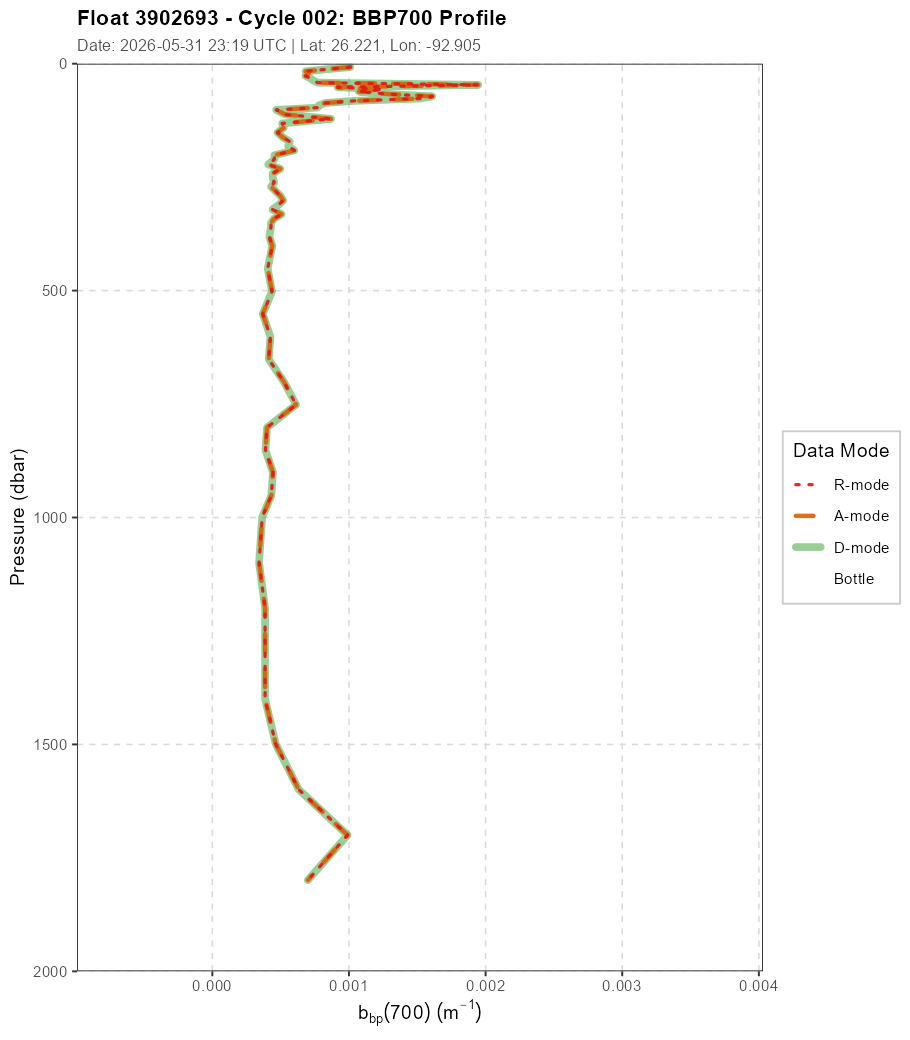 Float 3902693 - Cycle 002: BBP700 Profile
Date: 2026-05-31 23:19 UTC | Lat: 26.221, Lon: -92.905
0
500
1000
1500
2000
Pressure (dbar)
0.000 0.001 0.002 0.003 0.004
b_bp(700) (m⁻¹)
Data Mode
R-mode
A-mode
D-mode
Bottle